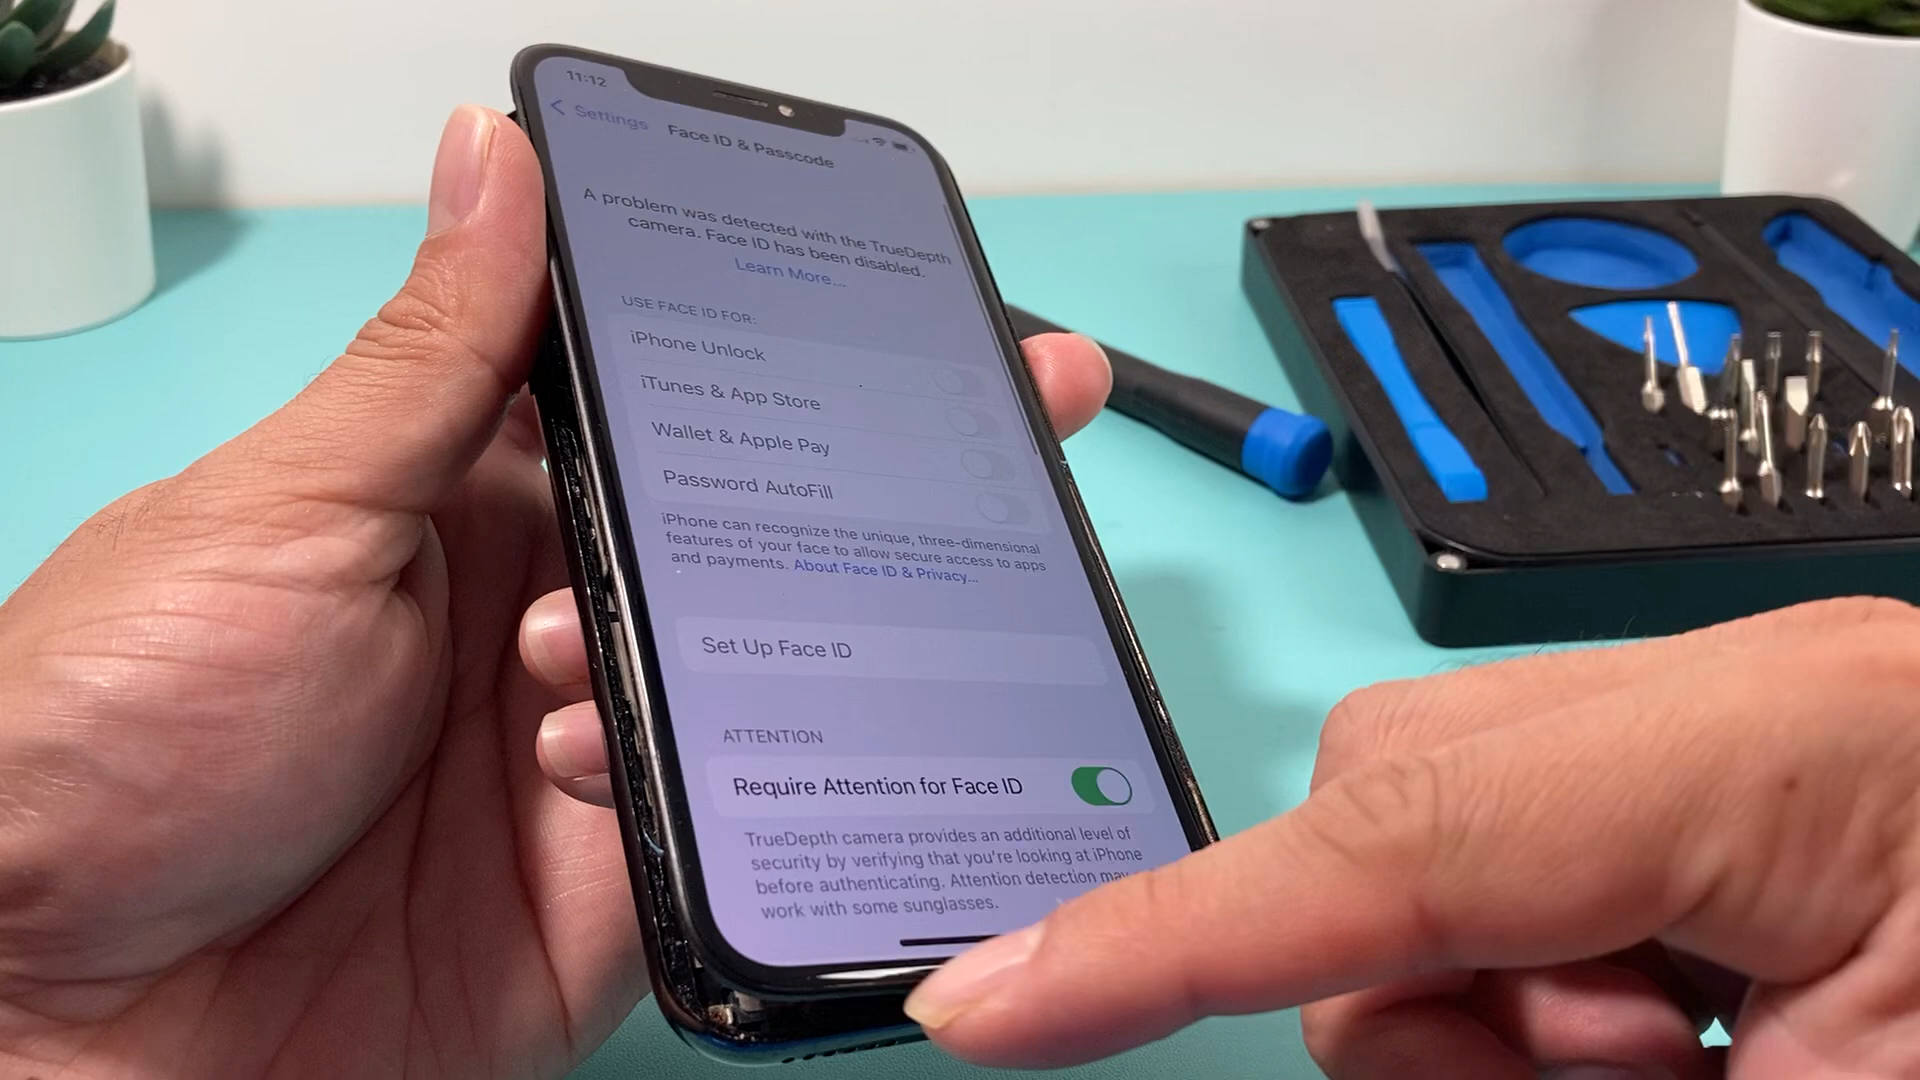 11:12
Settings
Face ID & Passcode
A problem was detected with the TrueDepth
camera. Face ID has been disabled.
Learn More...
USE FACE ID FOR:
iPhone Unlock
iTunes & App Store
Wallet & Apple Pay
Password AutoFill
iPhone can recognize the unique, three-dimensional
features of your face to allow secure access to apps
and payments. About Face ID & Privacy...
Set Up Face ID
ATTENTION
Require Attention for Face ID
TrueDepth camera provides an additional level of
security by verifying that you're looking at iPhone
before authenticating. Attention detection may
work with some sunglasses.